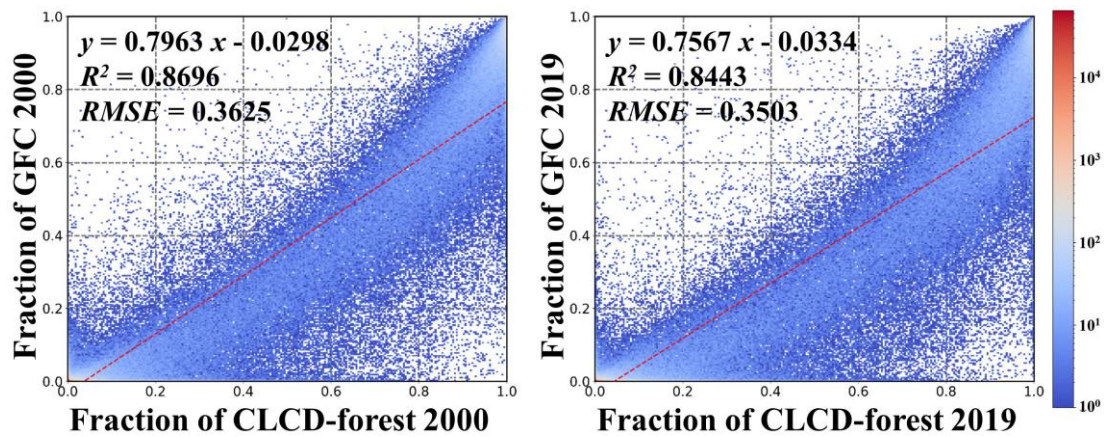 y = 0.7963 x - 0.0298
R² = 0.8696
RMSE = 0.3625
Fraction of GFC 2000
1.0
0.8
0.6
0.4
0.2
0.0
0.0 0.2 0.4 0.6 0.8 1.0
Fraction of CLCD-forest 2000
y = 0.7567 x - 0.0334
R² = 0.8443
RMSE = 0.3503
Fraction of GFC 2019
1.0
0.8
0.6
0.4
0.2
0.0
0.0 0.2 0.4 0.6 0.8 1.0
Fraction of CLCD-forest 2019
10⁴
10³
10²
10¹
10⁰